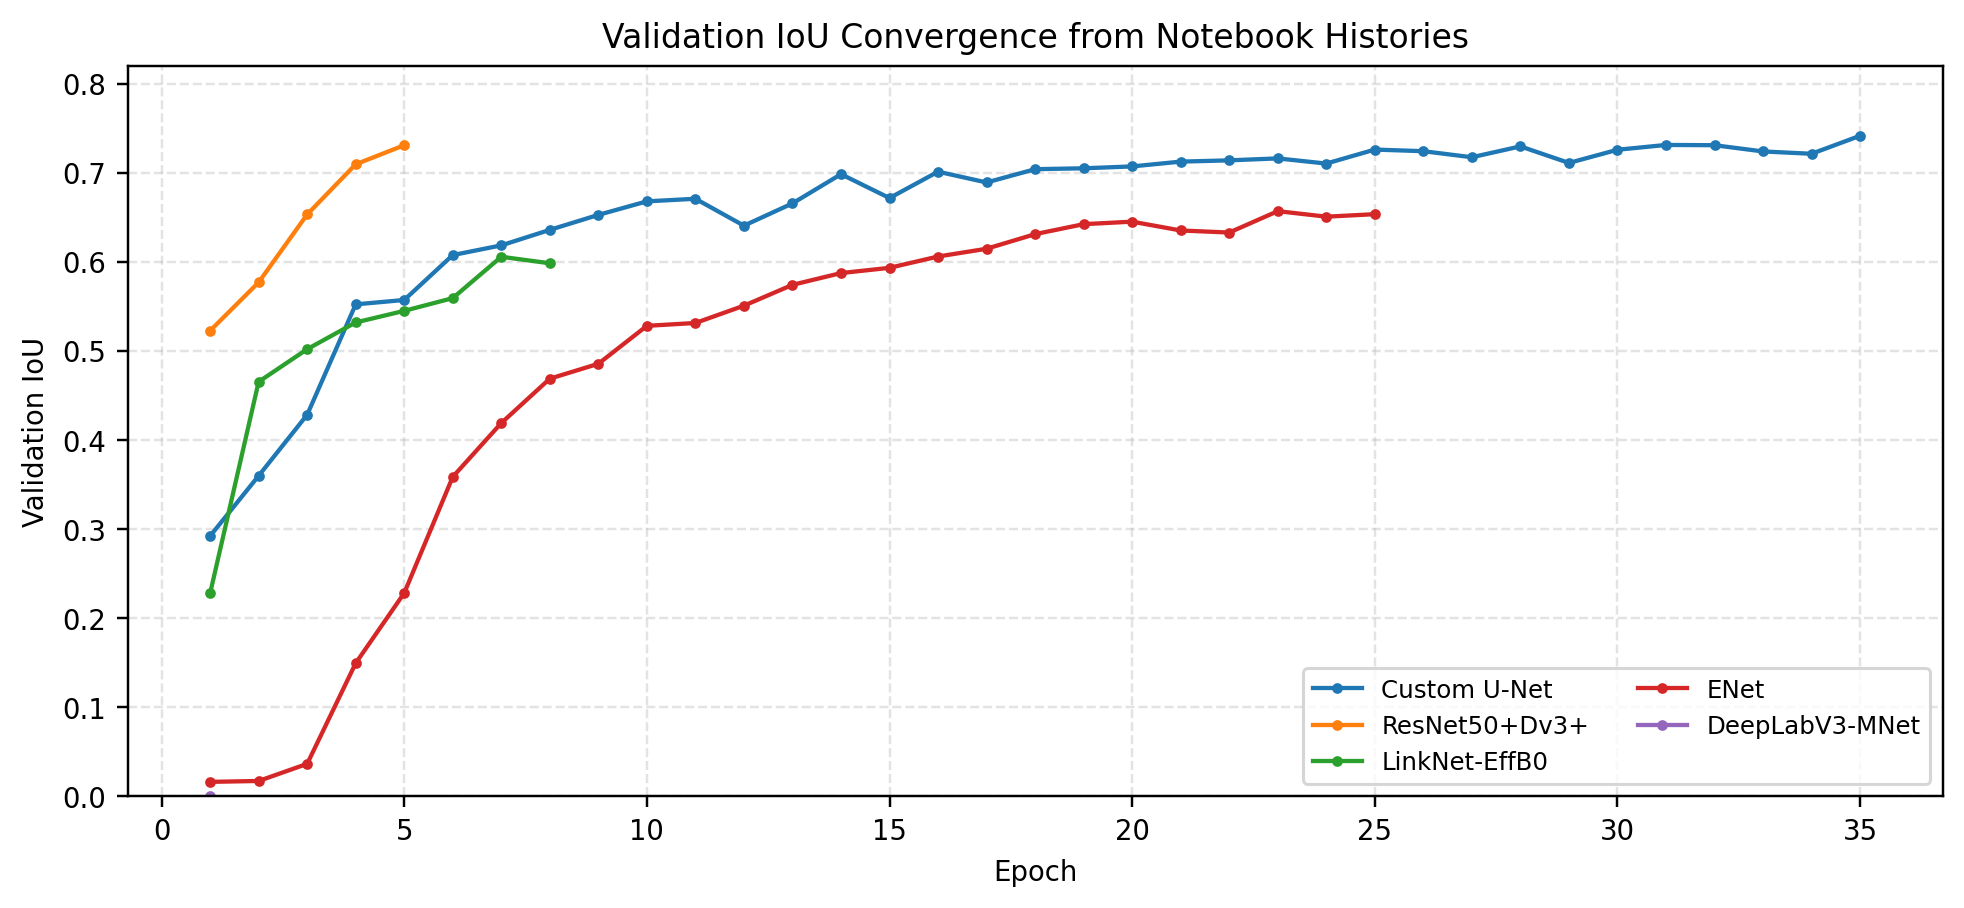 Validation IoU Convergence from Notebook Histories
Validation IoU
0.8
0.7
0.6
0.5
0.4
0.3
0.2
0.1
0.0
0 5 10 15 20 25 30 35
Epoch
Custom U-Net
ResNet50+Dv3+
LinkNet-EffB0
ENet
DeepLabV3-MNet